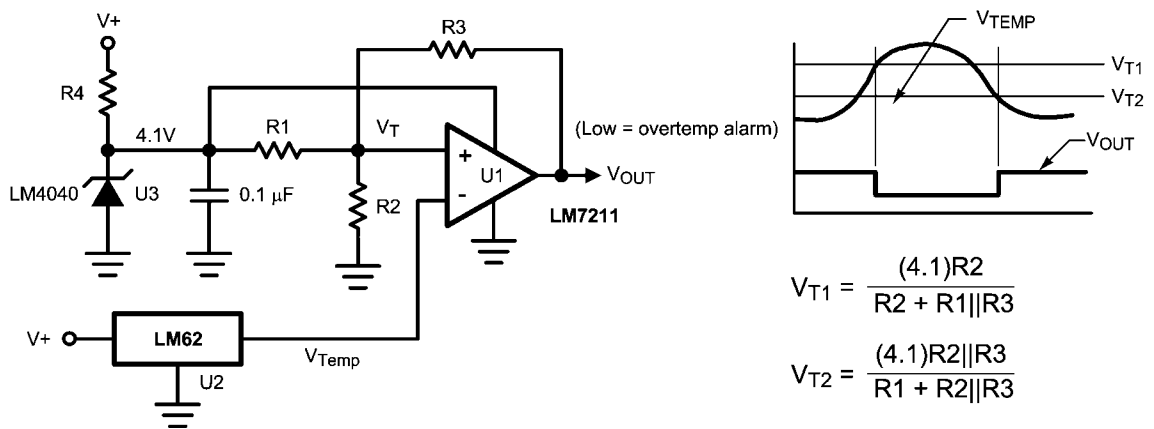 V+
R4
4.1V
LM4040
U3
0.1 μF
R1
VT
R2
R3
+
-
U1
LM7211
(Low = overtemp alarm)
VOUT
V+
LM62
U2
VTemp
VTEMP
VT1
VT2
VOUT
VT1 = (4.1)R2 / R2 + R1||R3
VT2 = (4.1)R2||R3 / R1 + R2||R3